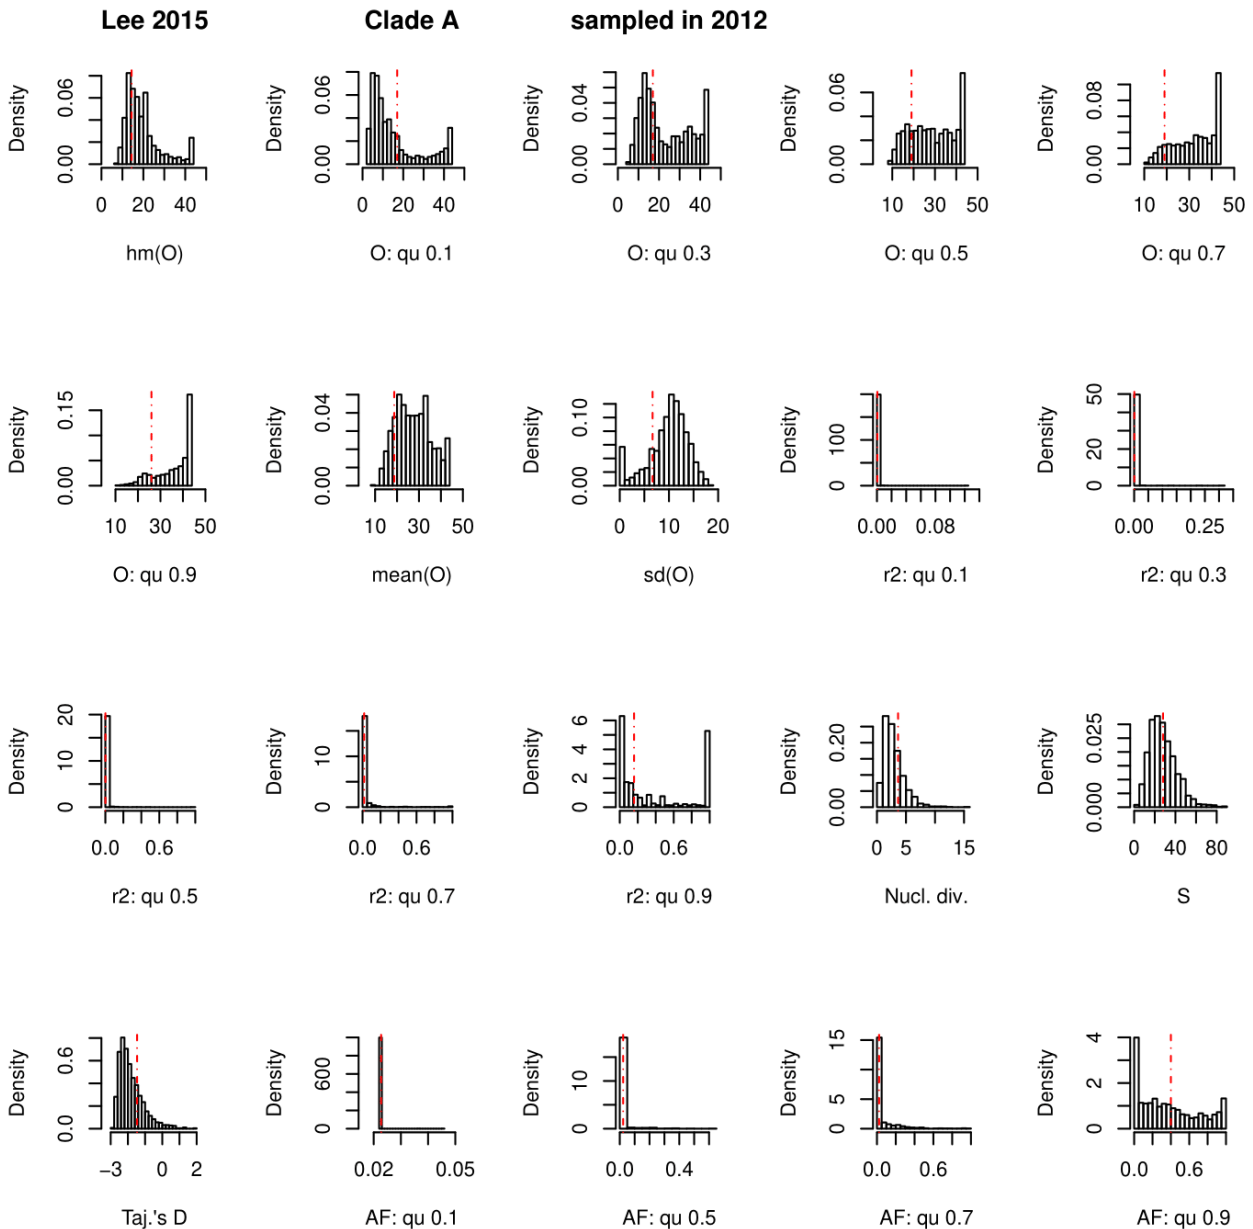 Lee 2015 Clade A sampled in 2012
Density 0.00 0.06 0 20 40 hm(O)
Density 0.00 0.06 0 20 40 O: qu 0.1
Density 0.00 0.04 0 20 40 O: qu 0.3
Density 0.00 0.06 10 30 50 O: qu 0.5
Density 0.00 0.08 10 30 50 O: qu 0.7
Density 0.00 0.15 10 30 50 O: qu 0.9
Density 0.00 0.04 10 30 50 mean(O)
Density 0.00 0.10 0 10 20 sd(O)
Density 0 100 0.00 0.08 r2: qu 0.1
Density 0 20 50 0.00 0.25 r2: qu 0.3
Density 0 10 20 0.0 0.6 r2: qu 0.5
Density 0 10 0.0 0.6 r2: qu 0.7
Density 0 2 4 6 0.0 0.6 r2: qu 0.9
Density 0.00 0.20 0 5 15 Nucl. div.
Density 0.000 0.025 0 40 80 S
Density 0.0 0.6 −3 0 2 Taj.'s D
Density 0 600 0.02 0.05 AF: qu 0.1
Density 0 10 0.0 0.4 AF: qu 0.5
Density 0 5 15 0.0 0.6 AF: qu 0.7
Density 0 2 4 0.0 0.6 AF: qu 0.9